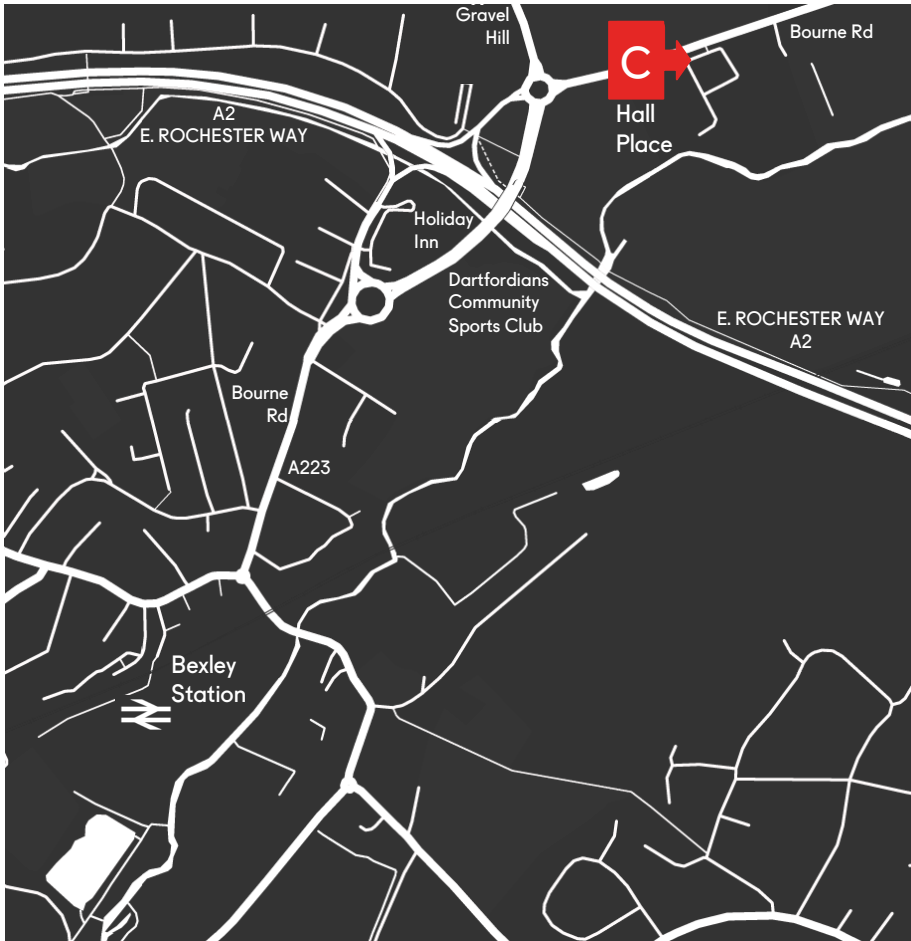 Gravel
Hill
Bourne Rd
C
Hall
Place
A2
E. ROCHESTER WAY
Holiday
Inn
Dartfordians
Community
Sports Club
E. ROCHESTER WAY
A2
Bourne
Rd
A223
Bexley
Station